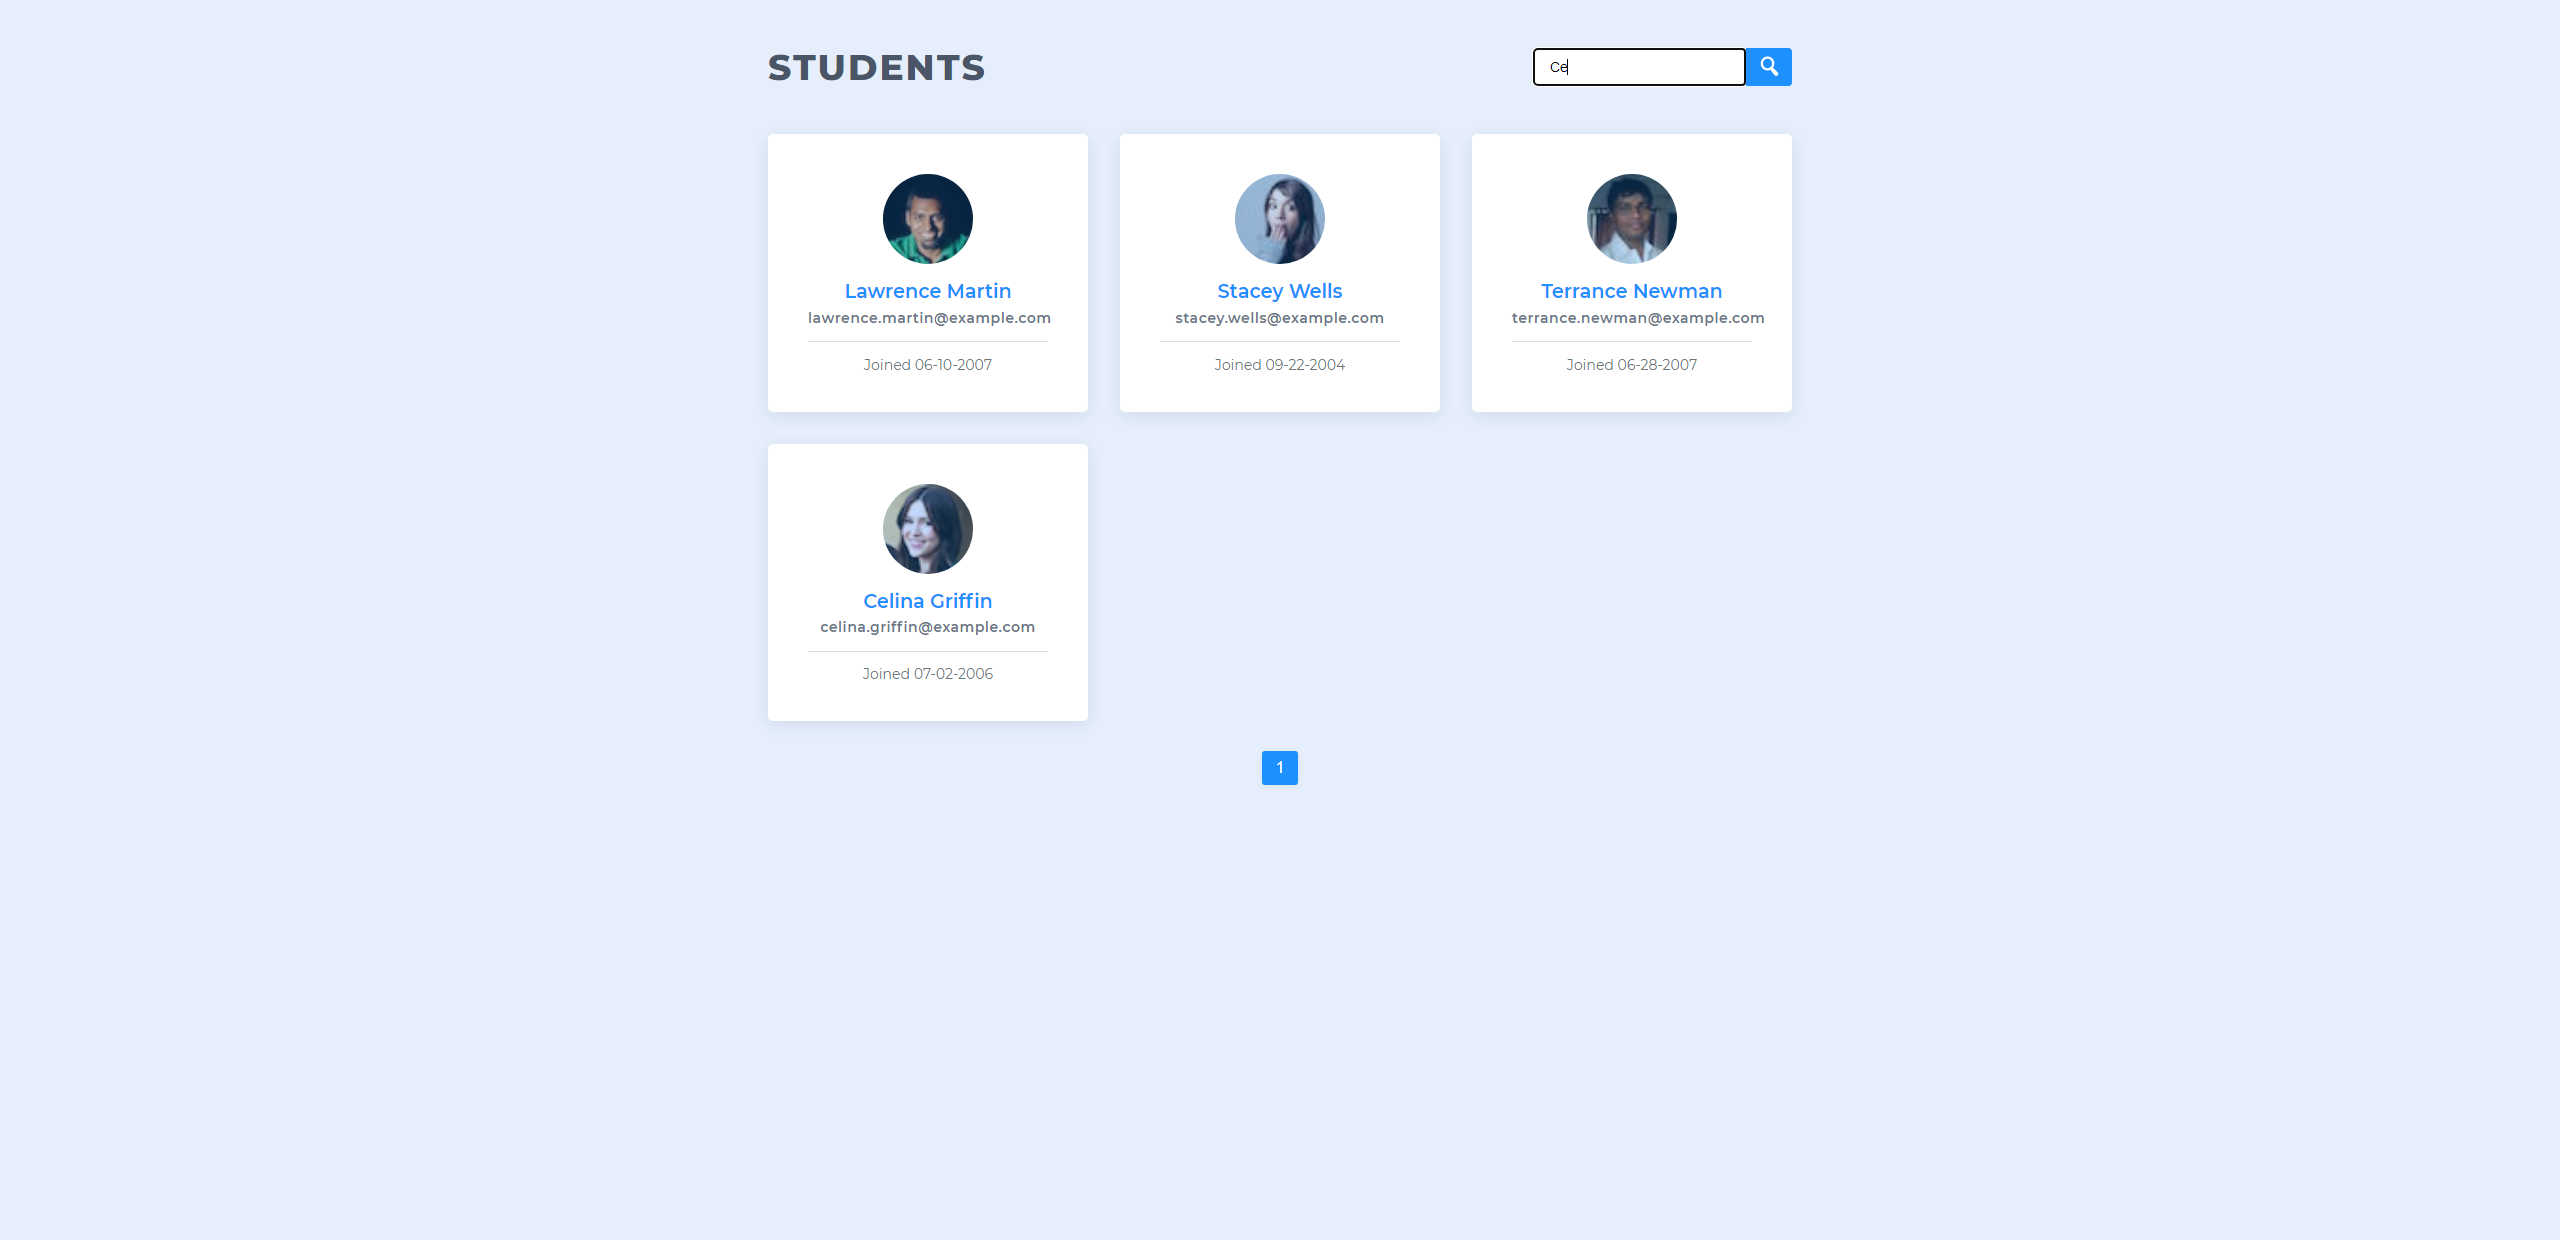 STUDENTS
Ce
Lawrence Martin
lawrence.martin@example.com
Joined 06-10-2007
Stacey Wells
stacey.wells@example.com
Joined 09-22-2004
Terrance Newman
terrance.newman@example.com
Joined 06-28-2007
Celina Griffin
celina.griffin@example.com
Joined 07-02-2006
1